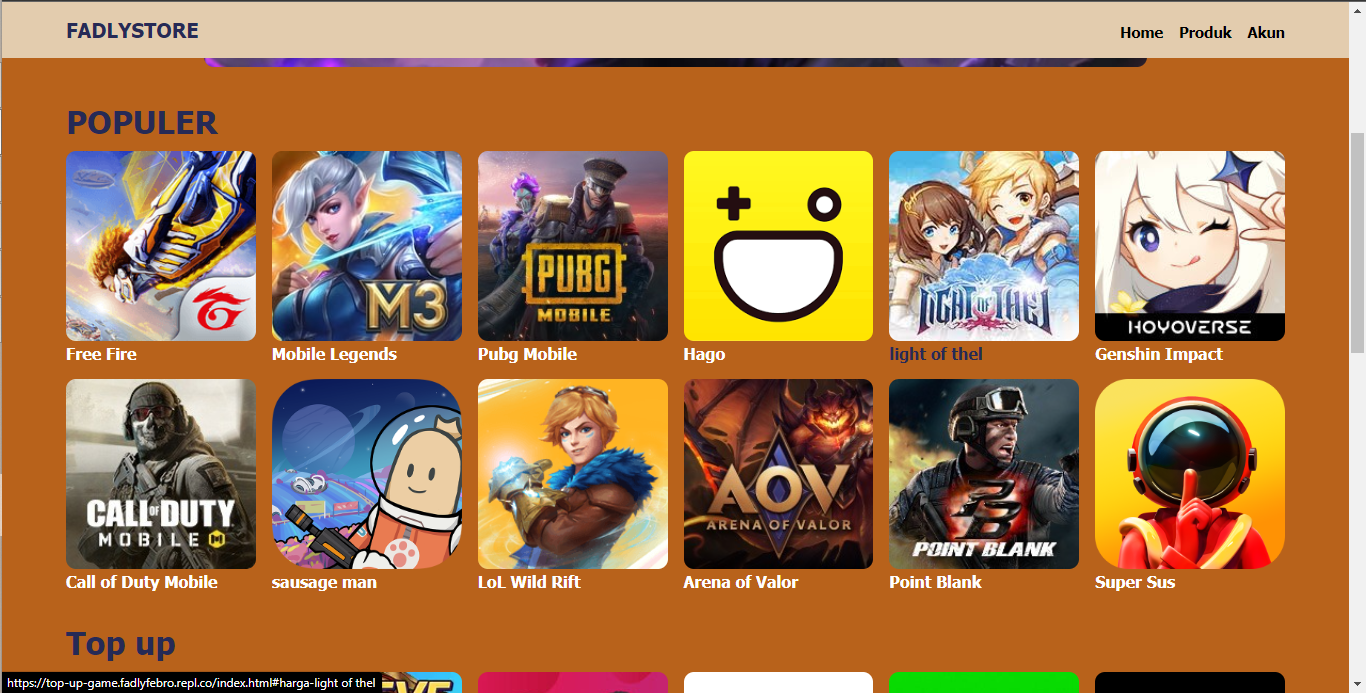 FADLYSTORE
Home Produk Akun
POPULER
M3
PUBG
MOBILE
LIGHT OF THEL
HOYOVERSE
Free Fire
Mobile Legends
Pubg Mobile
Hago
light of thel
Genshin Impact
CALL OF DUTY
MOBILE
AOV
ARENA OF VALOR
PB
POINT BLANK
Call of Duty Mobile
sausage man
LoL Wild Rift
Arena of Valor
Point Blank
Super Sus
Top up
https://top-up-game.fadlyfebro.repl.co/index.html#harga-light of thel